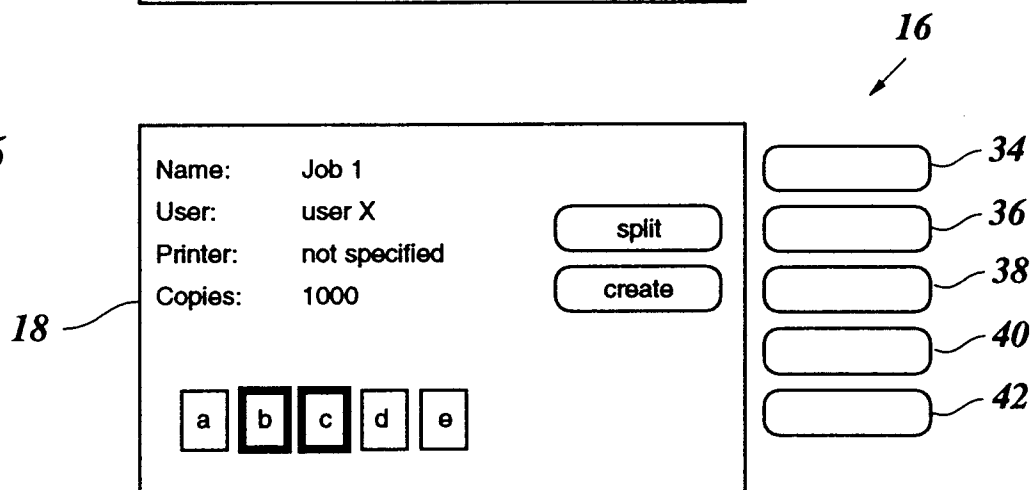 16
Name: Job 1
34
User: user X
split
36
Printer: not specified
38
Copies: 1000
create
18
40
a b c d e
42